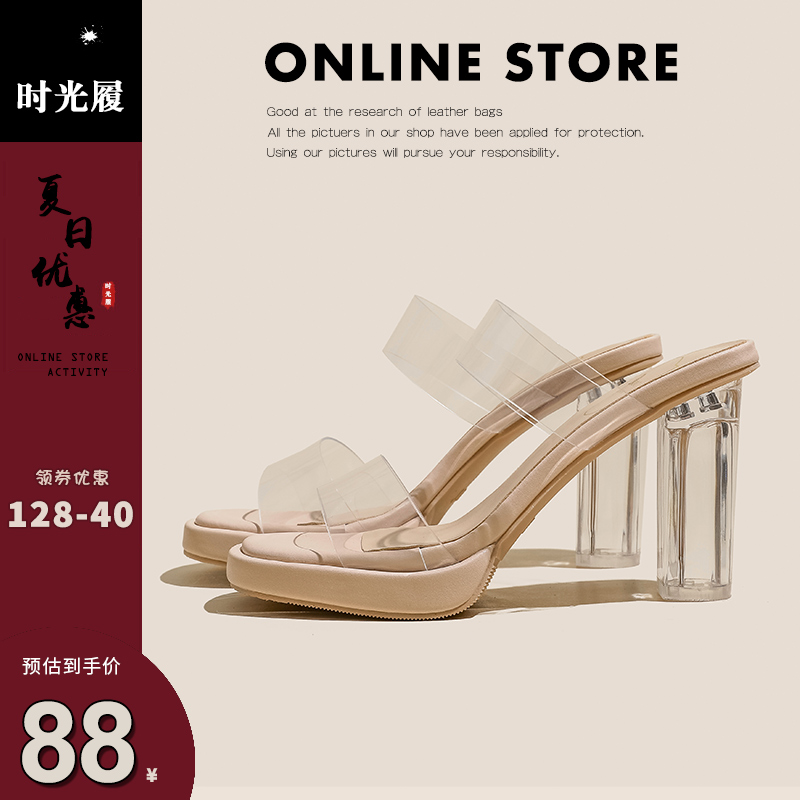 时光履
ONLINE STORE
Good at the research of leather bags
All the pictuers in our shop have been applied for protection.
Using our pictures will pursue your responsibility.
夏日优惠
时光履
ONLINE STORE
ACTIVITY
领券优惠
128-40
预估到手价
88¥